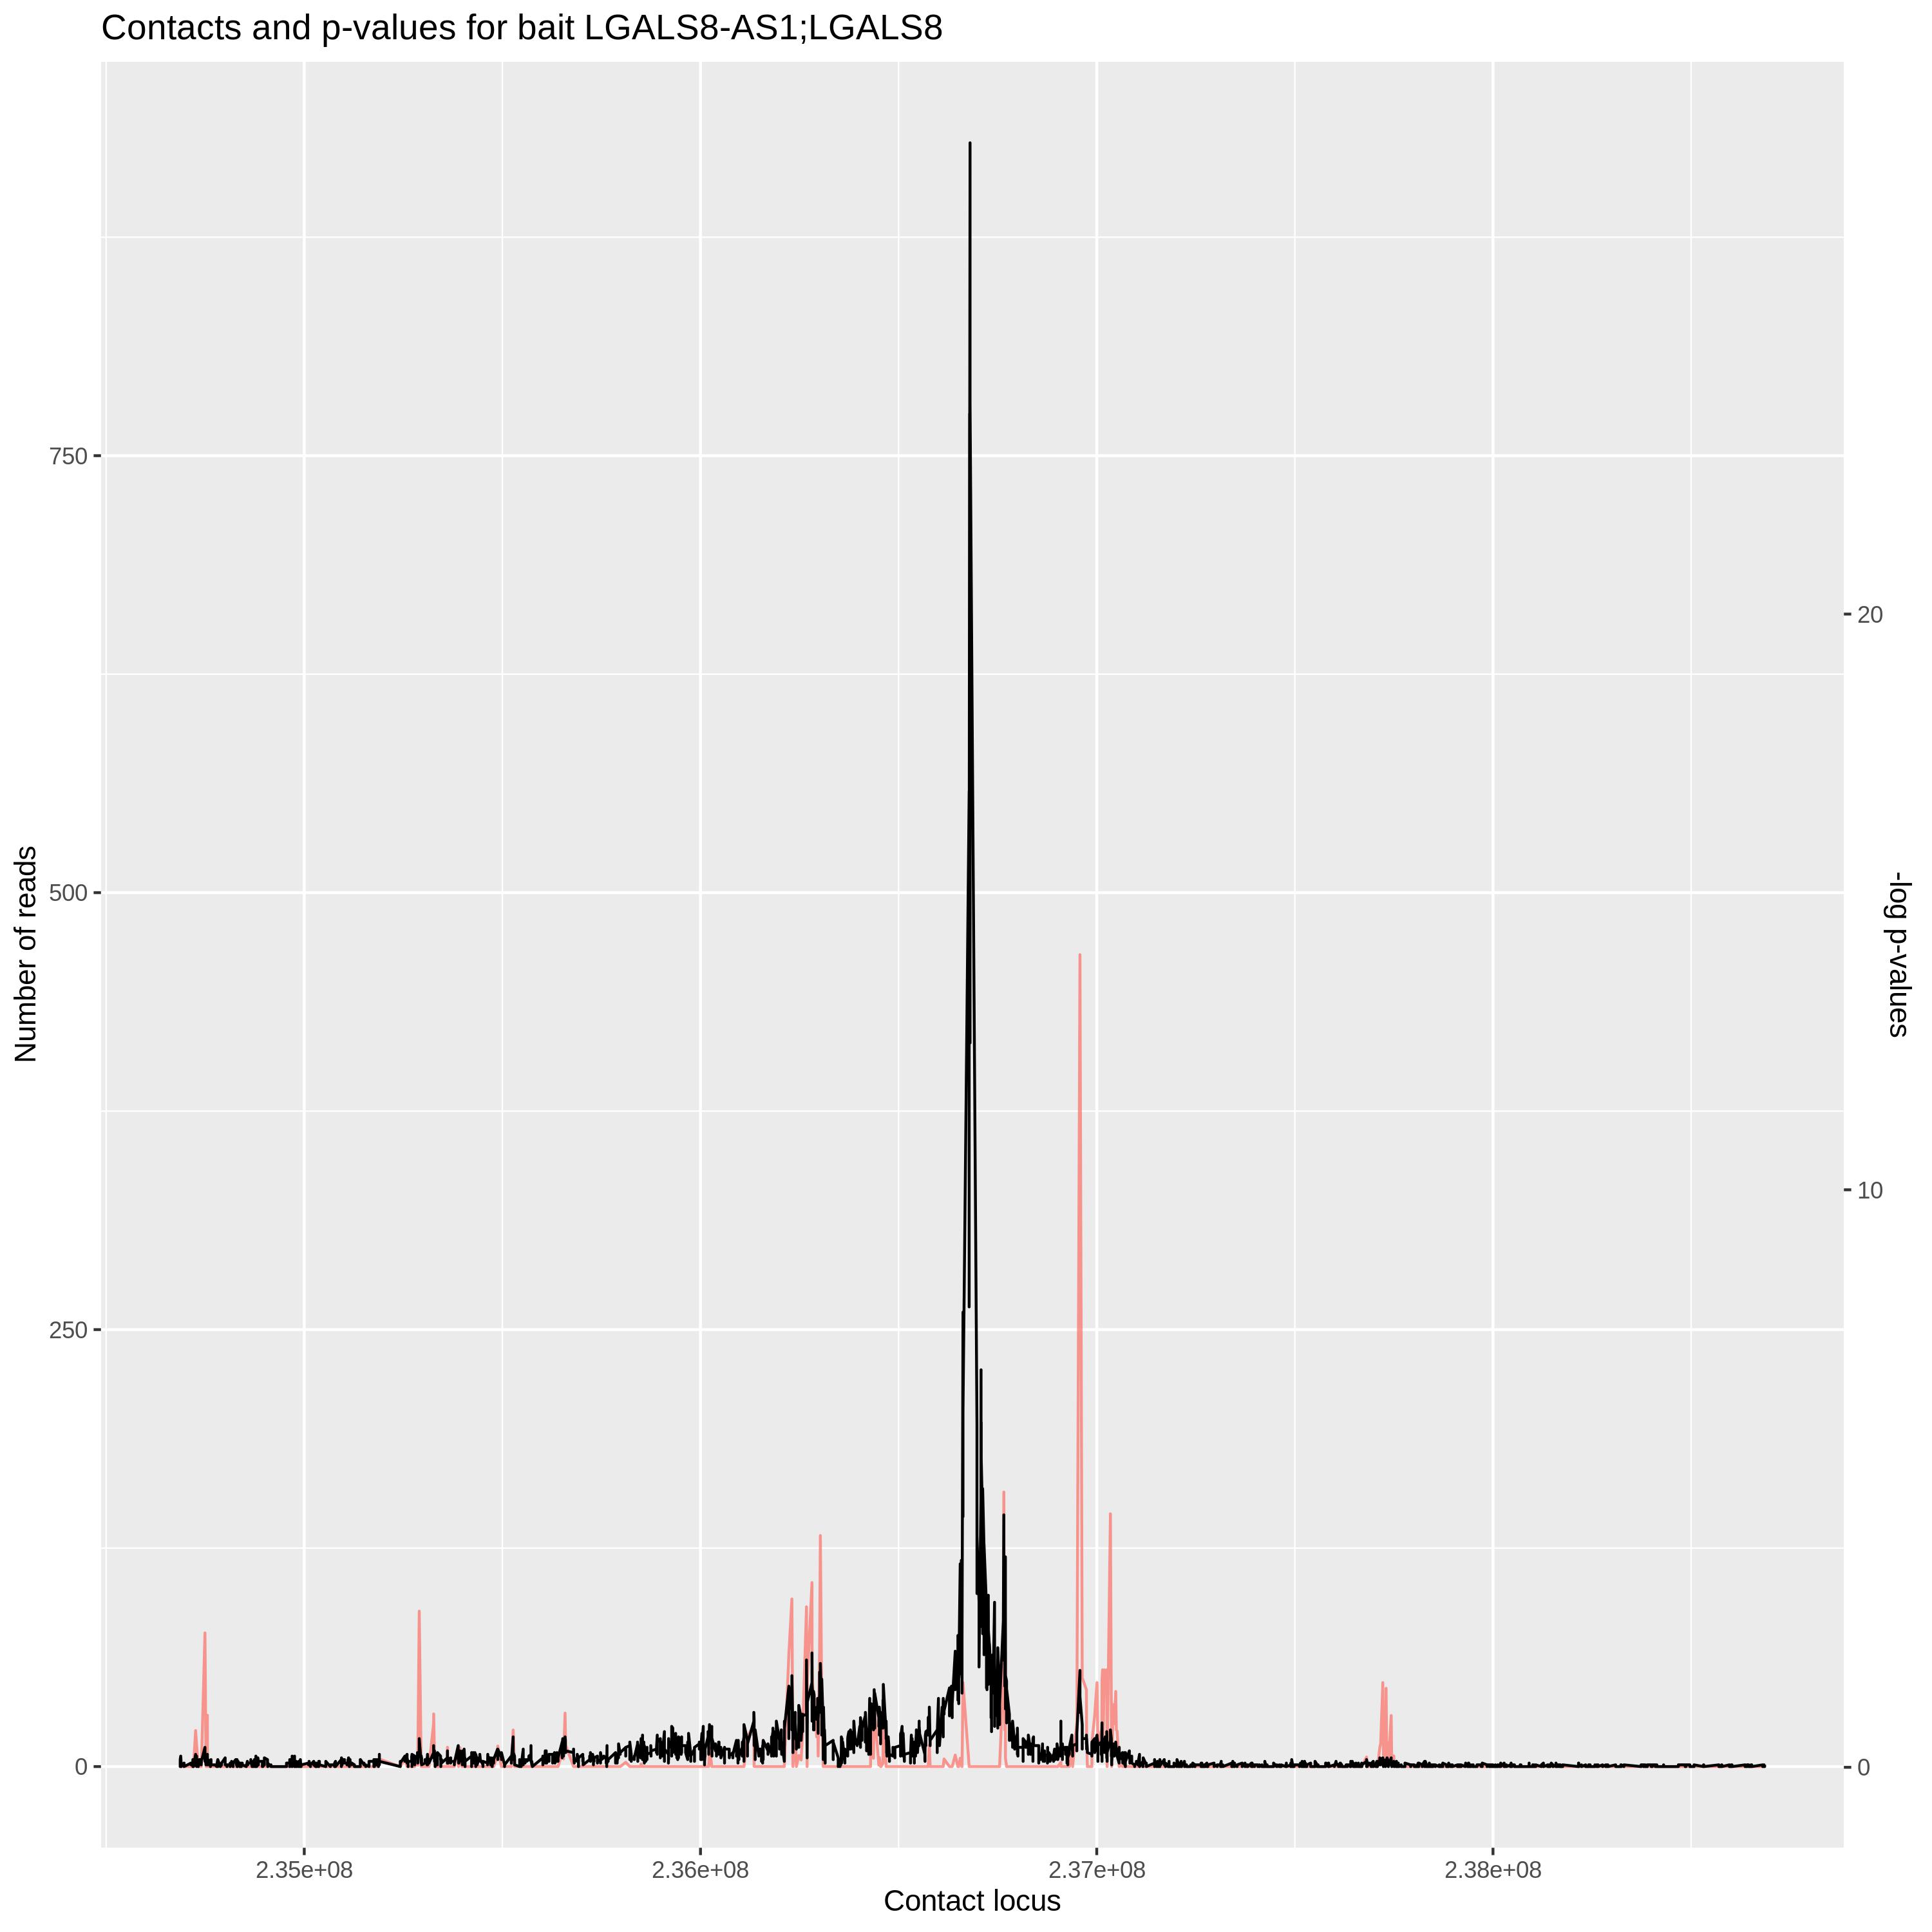 Contacts and p-values for bait LGALS8-AS1;LGALS8
750
500
250
0
Number of reads
20
10
0
-log p-values
2.35e+08 2.36e+08 2.37e+08 2.38e+08
Contact locus